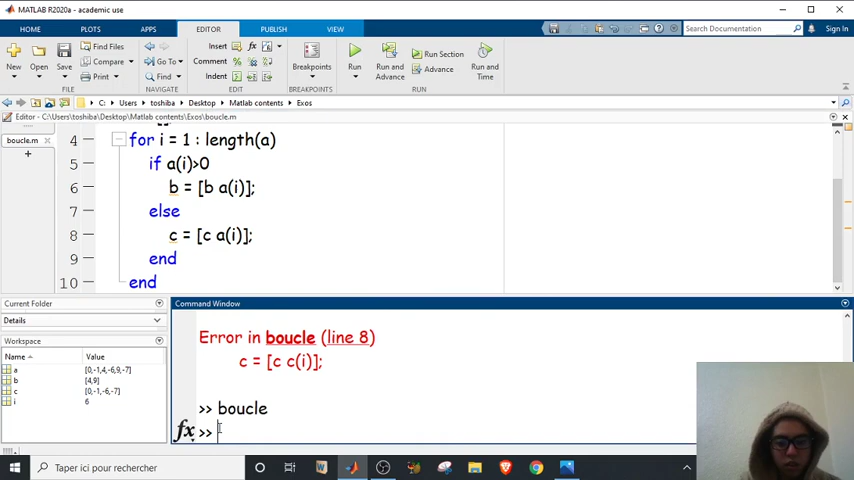 MATLAB R2020a - academic use
HOME PLOTS APPS EDITOR PUBLISH VIEW Search Documentation Sign In
New Open Save Find Files Compare Print Go To Find Insert Comment Indent Breakpoints Run Run and Advance Run Section Advance Run and Time
FILE NAVIGATE EDIT BREAKPOINTS RUN
C: Users toshiba Desktop Matlab contents Exos
Editor - C:\Users\toshiba\Desktop\Matlab contents\Exos\boucle.m
boucle.m
+
4 for i = 1 : length(a)
5 if a(i)>0
6 b = [b a(i)];
7 else
8 c = [c a(i)];
9 end
10 end
Current Folder
Details
Workspace
Name Value
a [0,-1,4,-6,9,-7]
b [4,9]
c [0,-1,-6,-7]
i 6
Command Window
Error in boucle (line 8)
c = [c c(i)];
>> boucle
fx >>
Taper ici pour rechercher